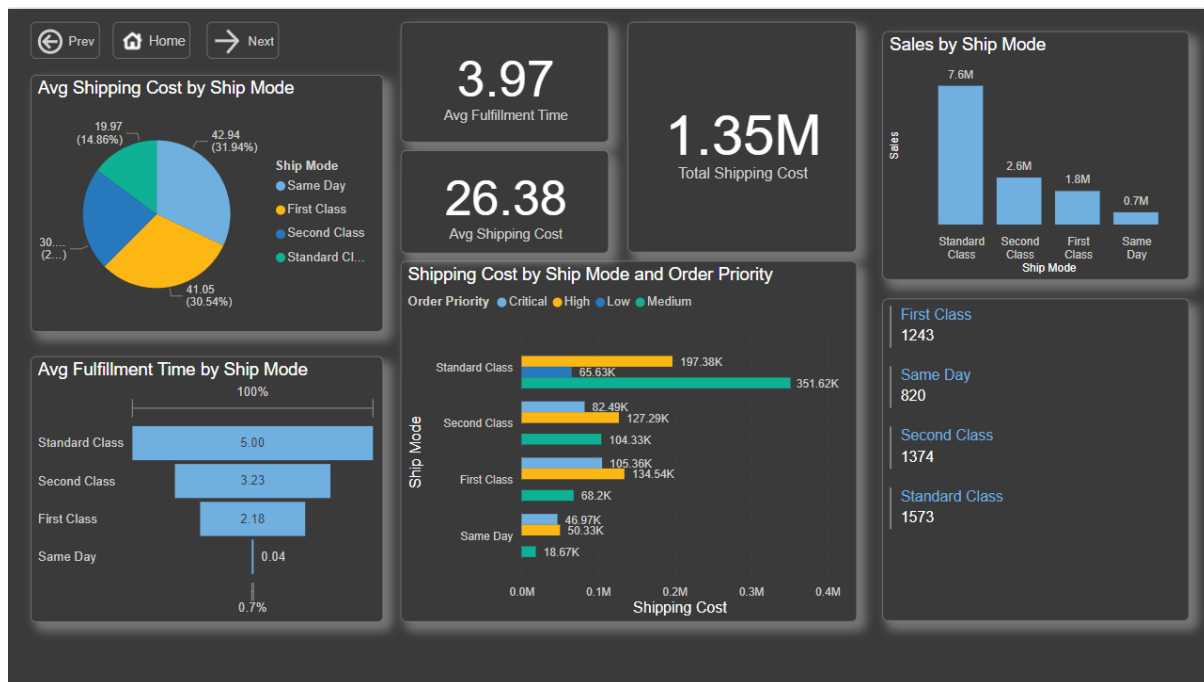 Prev
Home
Next
Avg Shipping Cost by Ship Mode
19.97
(14.86%)
42.94
(31.94%)
30....
(2...)
41.05
(30.54%)
Ship Mode
Same Day
First Class
Second Class
Standard Cl...
3.97
Avg Fulfillment Time
26.38
Avg Shipping Cost
1.35M
Total Shipping Cost
Sales by Ship Mode
Sales
7.6M
2.6M
1.8M
0.7M
Standard
Class
Second
Class
First
Class
Same
Day
Ship Mode
Avg Fulfillment Time by Ship Mode
100%
Standard Class 5.00
Second Class 3.23
First Class 2.18
Same Day 0.04
0.7%
Shipping Cost by Ship Mode and Order Priority
Order Priority Critical High Low Medium
Ship Mode
Standard Class
197.38K
65.63K
351.62K
Second Class
82.49K
127.29K
104.33K
First Class
105.36K
134.54K
68.2K
Same Day
46.97K
50.33K
18.67K
0.0M 0.1M 0.2M 0.3M 0.4M
Shipping Cost
First Class
1243
Same Day
820
Second Class
1374
Standard Class
1573